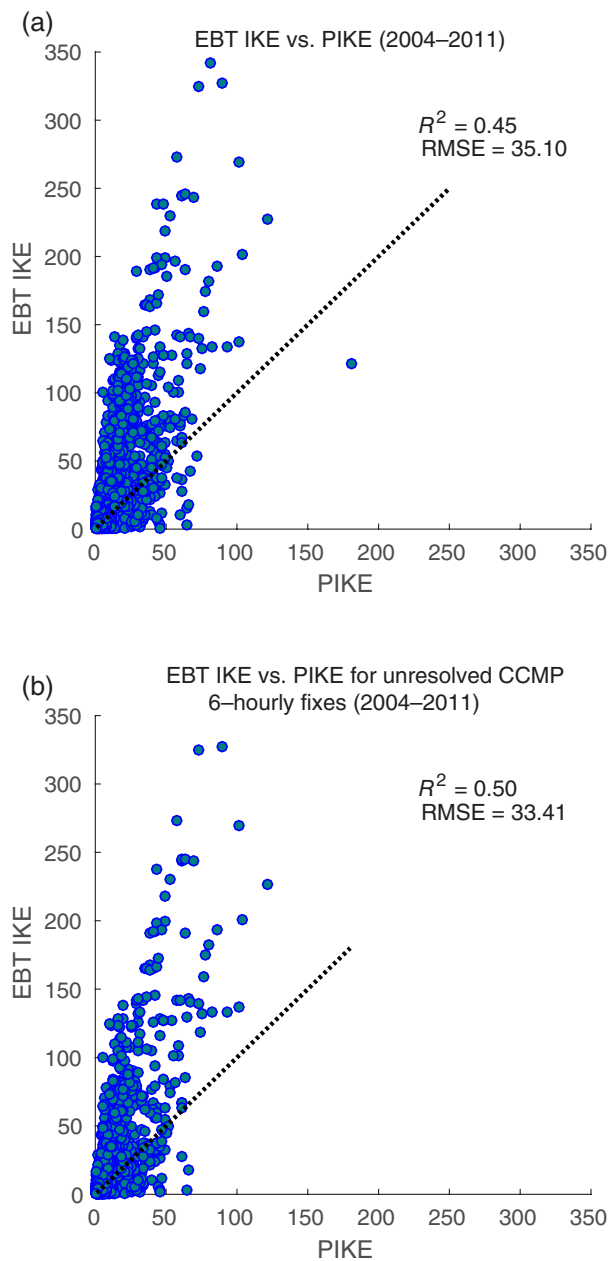 (a)
EBT IKE vs. PIKE (2004–2011)
350
300
250
200
150
100
50
0
EBT IKE
R² = 0.45
RMSE = 35.10
0 50 100 150 200 250 300 350
PIKE
(b)
EBT IKE vs. PIKE for unresolved CCMP
6–hourly fixes (2004–2011)
350
300
250
200
150
100
50
0
EBT IKE
R² = 0.50
RMSE = 33.41
0 50 100 150 200 250 300 350
PIKE